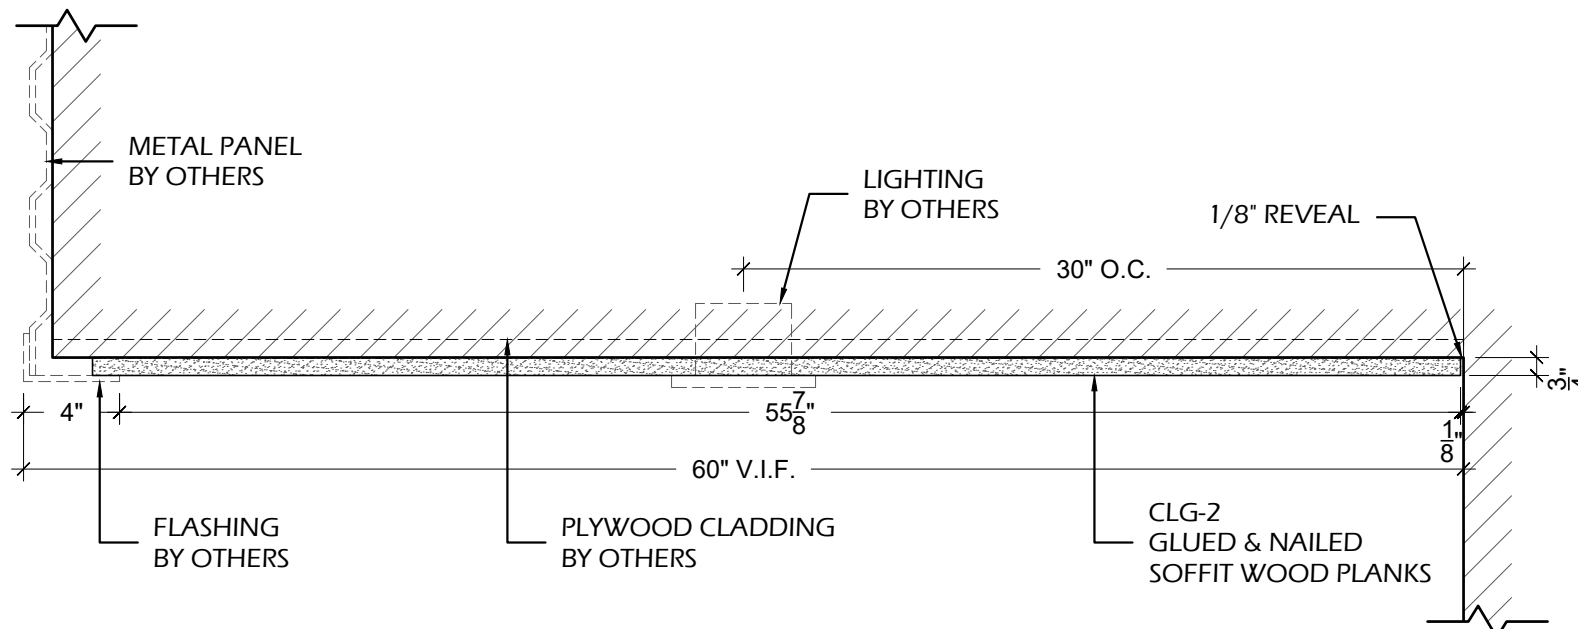 METAL PANEL
BY OTHERS
LIGHTING
BY OTHERS
1/8" REVEAL
30" O.C.
3/4"
4"
55 7/8"
1/8"
60" V.I.F.
FLASHING
BY OTHERS
PLYWOOD CLADDING
BY OTHERS
CLG-2
GLUED & NAILED
SOFFIT WOOD PLANKS